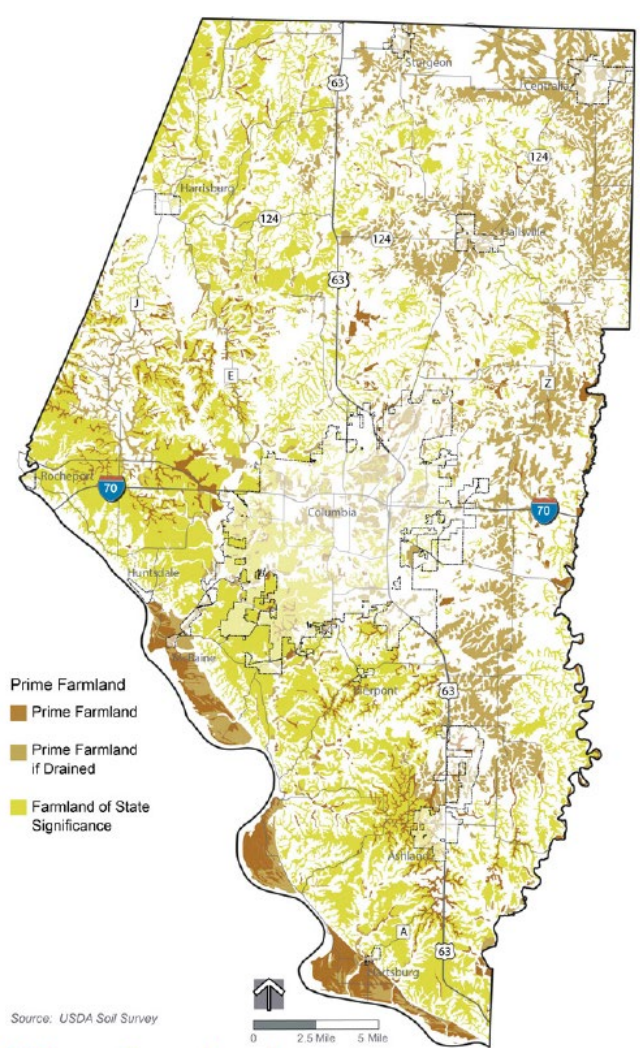 63
Sturgeon
Centralia
124
Harrisburg
124
124
Hallsville
63
J
E
Z
Rocheport
70
Columbia
70
Huntsdale
McBaine
Pierpont
63
Prime Farmland
Prime Farmland
Prime Farmland
if Drained
Farmland of State
Significance
Ashland
A
63
Hartsburg
Source: USDA Soil Survey
0 2.5 Mile 5 Mile